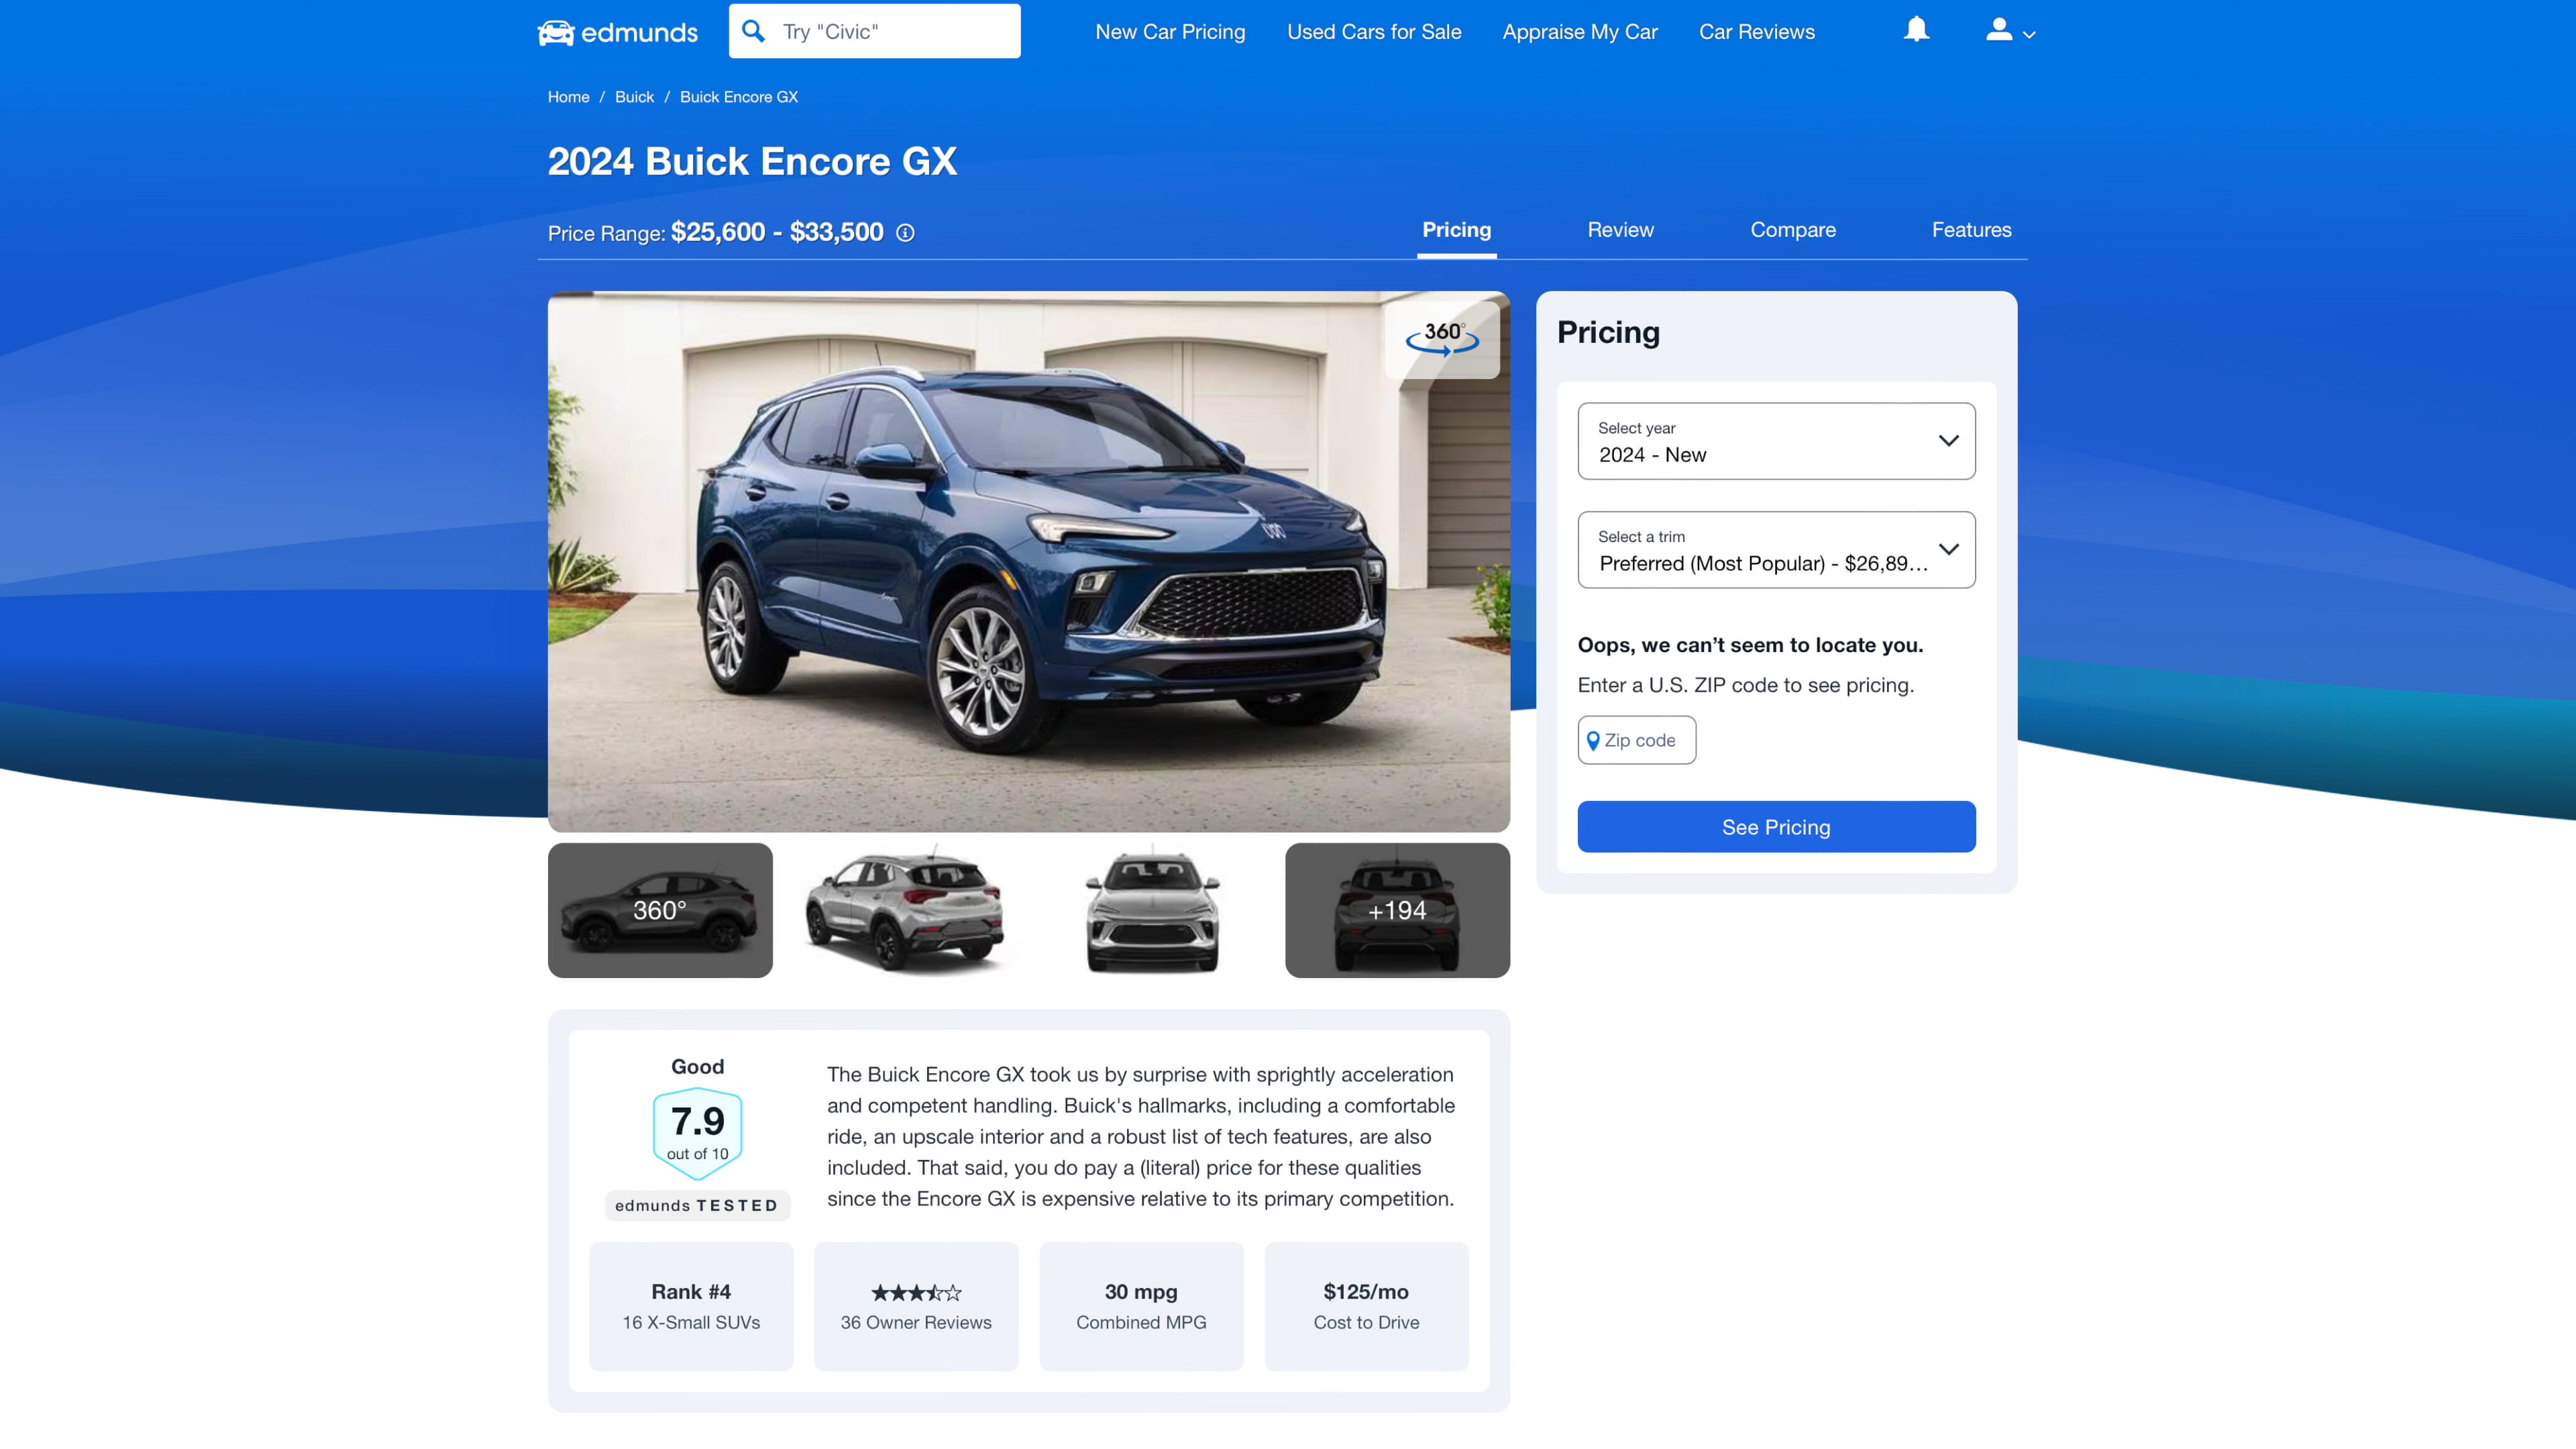 edmunds
Try "Civic"
New Car Pricing
Used Cars for Sale
Appraise My Car
Car Reviews
Home / Buick / Buick Encore GX
2024 Buick Encore GX
Price Range: $25,600 - $33,500
Pricing
Review
Compare
Features
360°
Pricing
Select year
2024 - New
Select a trim
Preferred (Most Popular) - $26,89...
Oops, we can’t seem to locate you.
Enter a U.S. ZIP code to see pricing.
Zip code
See Pricing
360°
+194
Good
7.9
out of 10
edmunds TESTED
The Buick Encore GX took us by surprise with sprightly acceleration
and competent handling. Buick's hallmarks, including a comfortable
ride, an upscale interior and a robust list of tech features, are also
included. That said, you do pay a (literal) price for these qualities
since the Encore GX is expensive relative to its primary competition.
Rank #4
16 X-Small SUVs
36 Owner Reviews
30 mpg
Combined MPG
$125/mo
Cost to Drive